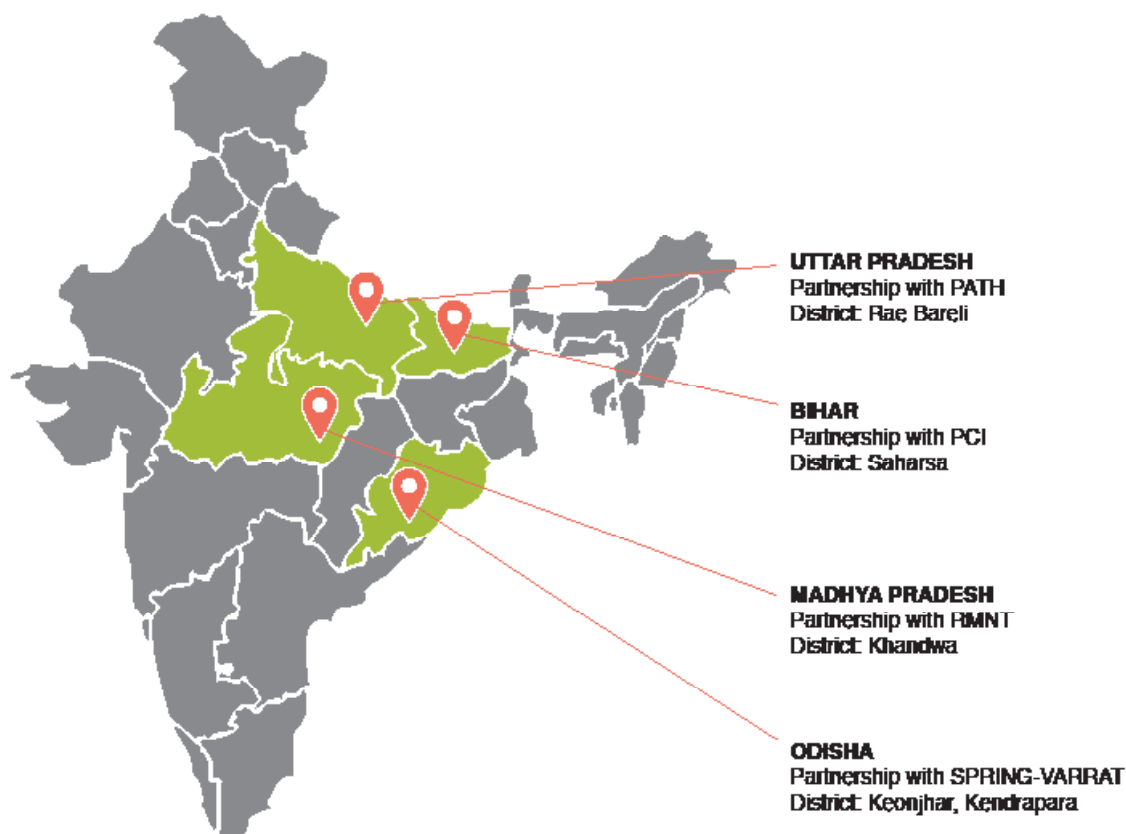 UTTAR PRADESH
Partnership with PATH
District: Rae Bareli
BIHAR
Partnership with PCI
District: Saharsa
MADHYA PRADESH
Partnership with RMNT
District: Khandwa
ODISHA
Partnership with SPRING-VARRAT
District: Keonjhar, Kendrapara